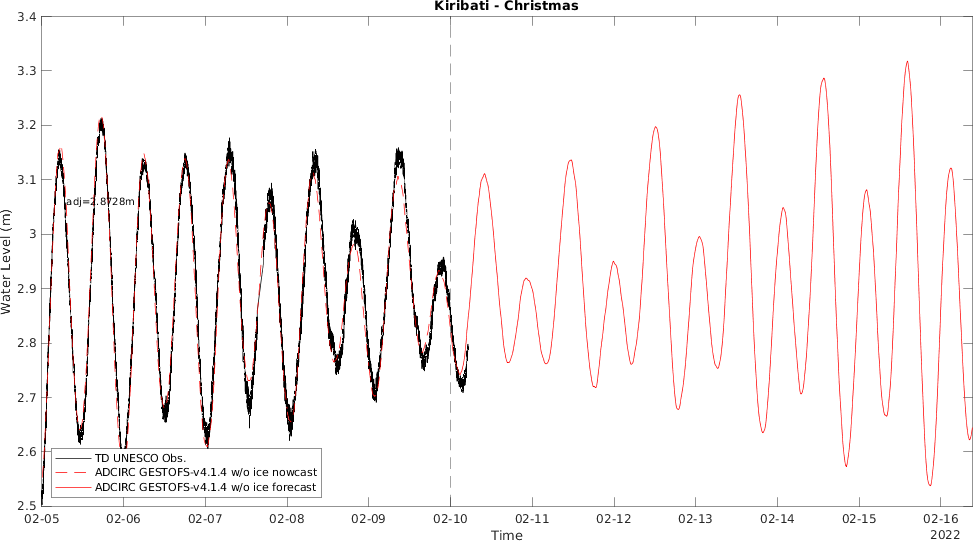 Kiribati - Christmas
3.4
3.3
3.2
3.1
3
2.9
2.8
2.7
2.6
2.5
Water Level (m)
adj=2.8728m
TD UNESCO Obs.
ADCIRC GESTOFS-v4.1.4 w/o ice nowcast
ADCIRC GESTOFS-v4.1.4 w/o ice forecast
02-05 02-06 02-07 02-08 02-09 02-10 02-11 02-12 02-13 02-14 02-15 02-16
Time
2022